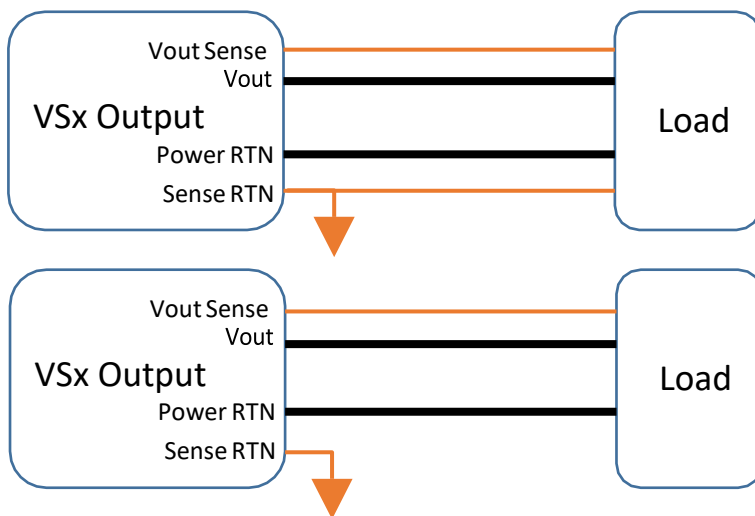 Vout Sense
Vout
VSx Output
Load
Power RTN
Sense RTN
Vout Sense
Vout
VSx Output
Load
Power RTN
Sense RTN